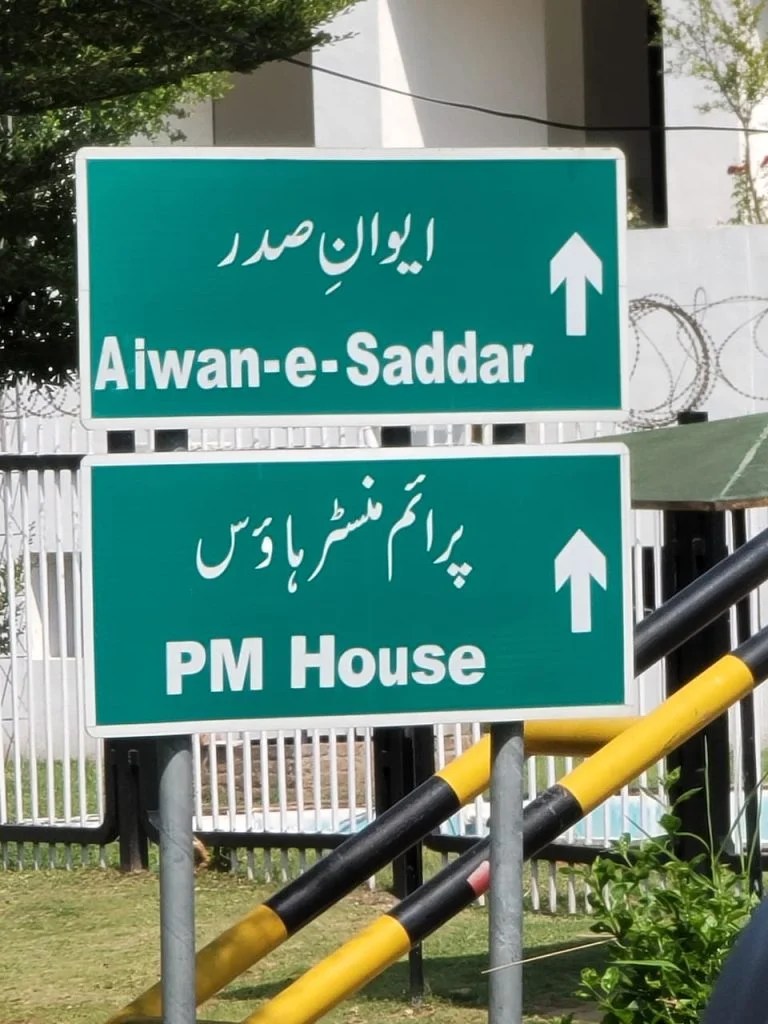 ایوانِ صدر
Aiwan-e-Saddar
پرائم منسٹر ہاؤس
PM House